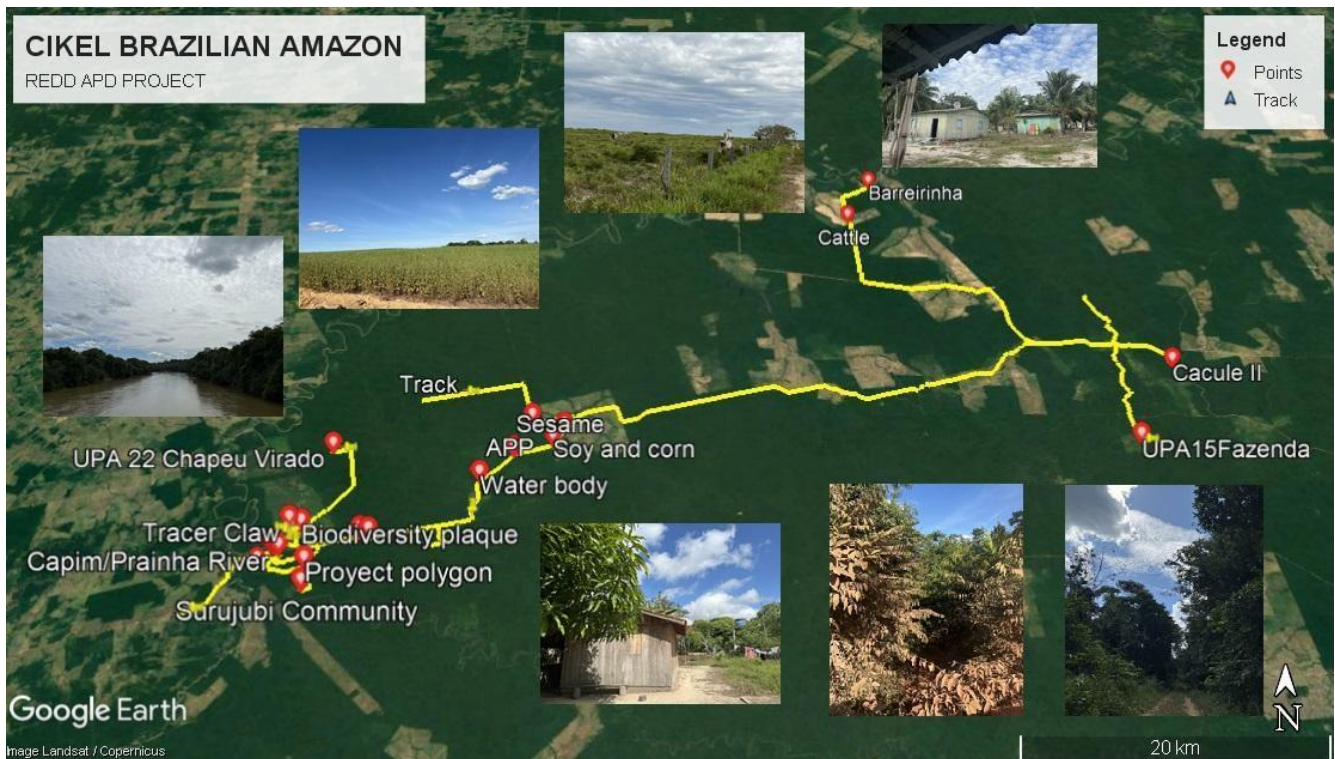 CIKEL BRAZILIAN AMAZON
REDD APD PROJECT
Legend
Points
Track
Barreirinha
Cattle
Cacule II
Track
Sesame
APP
Soy and corn
UPA15Fazenda
UPA 22 Chapeu Virado
Water body
Tracer Claw
Biodiversity plaque
Capim/Prainha River
Proyect polygon
Surujubi Community
Google Earth
N
Image Landsat / Copernicus
20 km